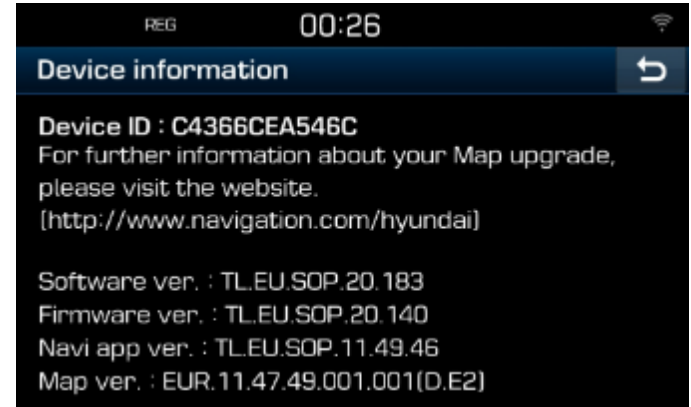 REG 00:26
Device information
Device ID : C4366CEA546C
For further information about your Map upgrade,
please visit the website.
(http://www.navigation.com/hyundai)
Software ver. : TL.EU.SOP.20.183
Firmware ver. : TL.EU.SOP.20.140
Navi app ver. : TL.EU.SOP.11.49.46
Map ver. : EUR.11.47.49.001.001(D.E2)